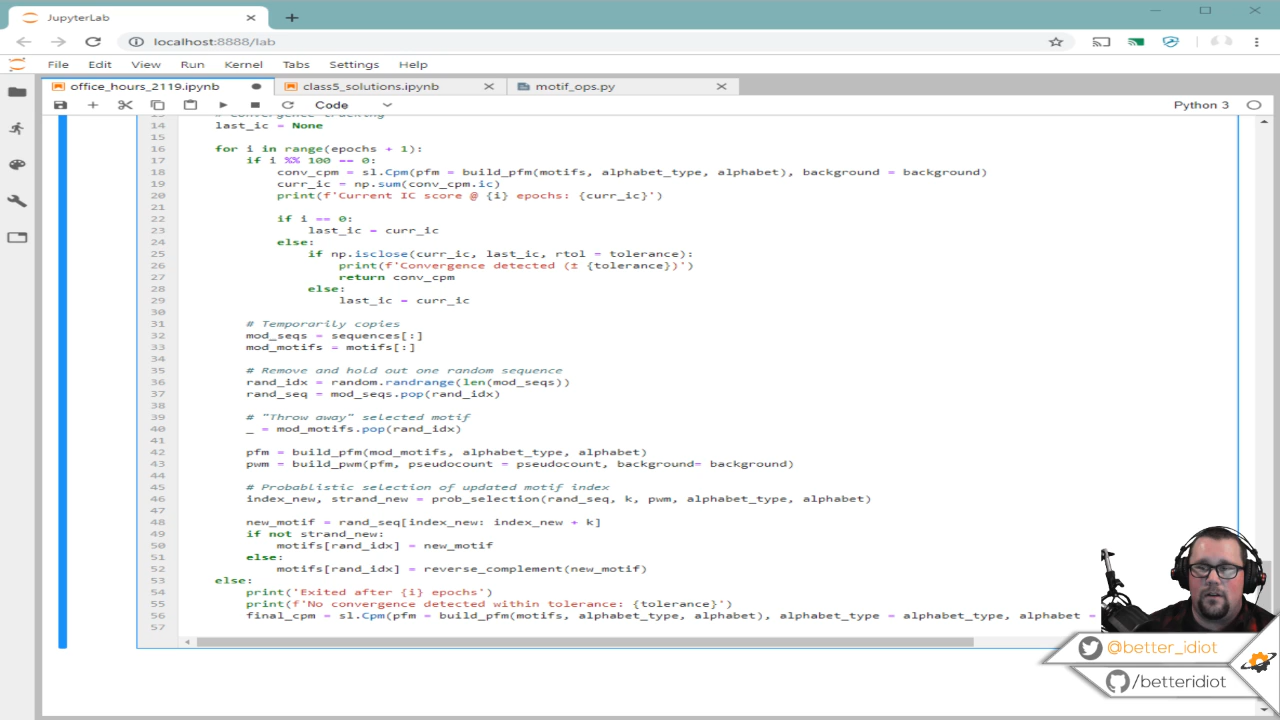 JupyterLab
localhost:8888/lab
File Edit View Run Kernel Tabs Settings Help
office_hours_2119.ipynb class5_solutions.ipynb motif_ops.py
Code Python 3
14 last_ic = None
15
16 for i in range(epochs + 1):
17 if i %% 100 == 0:
18 conv_cpm = sl.Cpm(pfm = build_pfm(motifs, alphabet_type, alphabet), background = background)
19 curr_ic = np.sum(conv_cpm.ic)
20 print(f'Current IC score @ {i} epochs: {curr_ic}')
21
22 if i == 0:
23 last_ic = curr_ic
24 else:
25 if np.isclose(curr_ic, last_ic, rtol = tolerance):
26 print(f'Convergence detected (± {tolerance})')
27 return conv_cpm
28 else:
29 last_ic = curr_ic
30
31 # Temporarily copies
32 mod_seqs = sequences[:]
33 mod_motifs = motifs[:]
34
35 # Remove and hold out one random sequence
36 rand_idx = random.randrange(len(mod_seqs))
37 rand_seq = mod_seqs.pop(rand_idx)
38
39 # "Throw away" selected motif
40 _ = mod_motifs.pop(rand_idx)
41
42 pfm = build_pfm(mod_motifs, alphabet_type, alphabet)
43 pwm = build_pwm(pfm, pseudocount = pseudocount, background= background)
44
45 # Probablistic selection of updated motif index
46 index_new, strand_new = prob_selection(rand_seq, k, pwm, alphabet_type, alphabet)
47
48 new_motif = rand_seq[index_new: index_new + k]
49 if not strand_new:
50 motifs[rand_idx] = new_motif
51 else:
52 motifs[rand_idx] = reverse_complement(new_motif)
53 else:
54 print('Exited after {i} epochs')
55 print(f'No convergence detected within tolerance: {tolerance}')
56 final_cpm = sl.Cpm(pfm = build_pfm(motifs, alphabet_type, alphabet), alphabet_type = alphabet_type, alphabet =
57
@better_idiot
/betteridiot